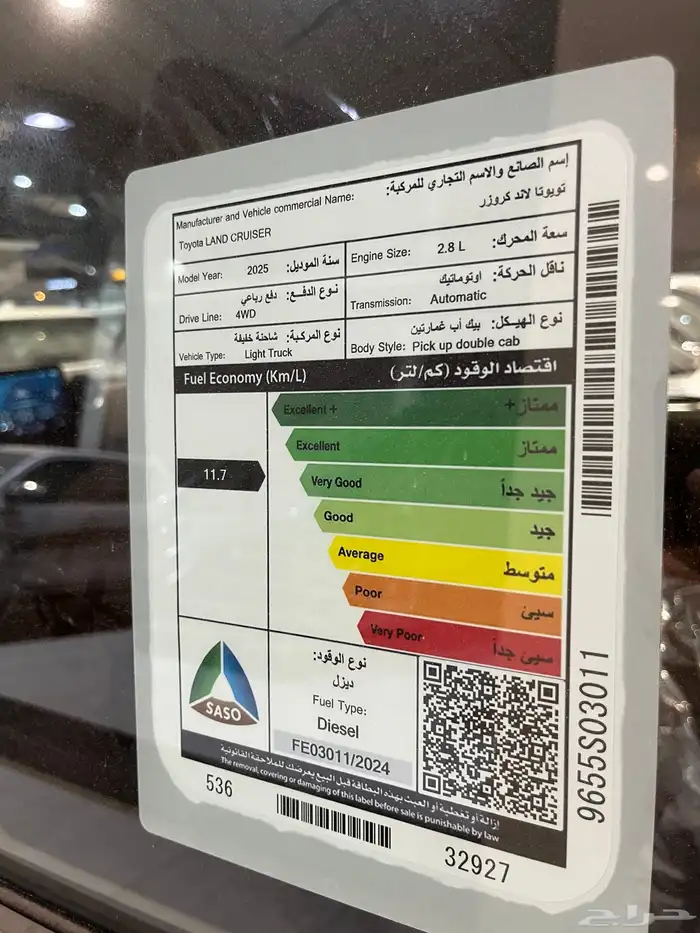 إسم الصانع والاسم التجاري للمركبة:
Manufacturer and Vehicle commercial Name:
تويوتا لاند كروزر
Toyota LAND CRUISER
Model Year: 2025 سنة الموديل:
Engine Size: 2.8 L سعة المحرك:
Drive Line: دفع رباعي نوع الدفع:
4WD
Transmission: اوتوماتيك ناقل الحركة:
Automatic
Vehicle Type: شاحنة خفيفة نوع المركبة:
Light Truck
Body Style: بيك أب غمارتين نوع الهيكل:
Pick up double cab
Fuel Economy (Km/L) اقتصاد الوقود (كم/لتر)
Excellent + ممتاز+
Excellent ممتاز
11.7
Very Good جيد جداً
Good جيد
Average متوسط
Poor سيئ
Very Poor سيئ جداً
SASO
نوع الوقود:
ديزل
Fuel Type:
Diesel
FE03011/2024
إزالة أو تغطية أو العبث بهذه البطاقة قبل البيع يعرضك للملاحقة القانونية
The removal, covering or damaging of this label before sale is punishable by law
536
32927
9655S03011
حراج